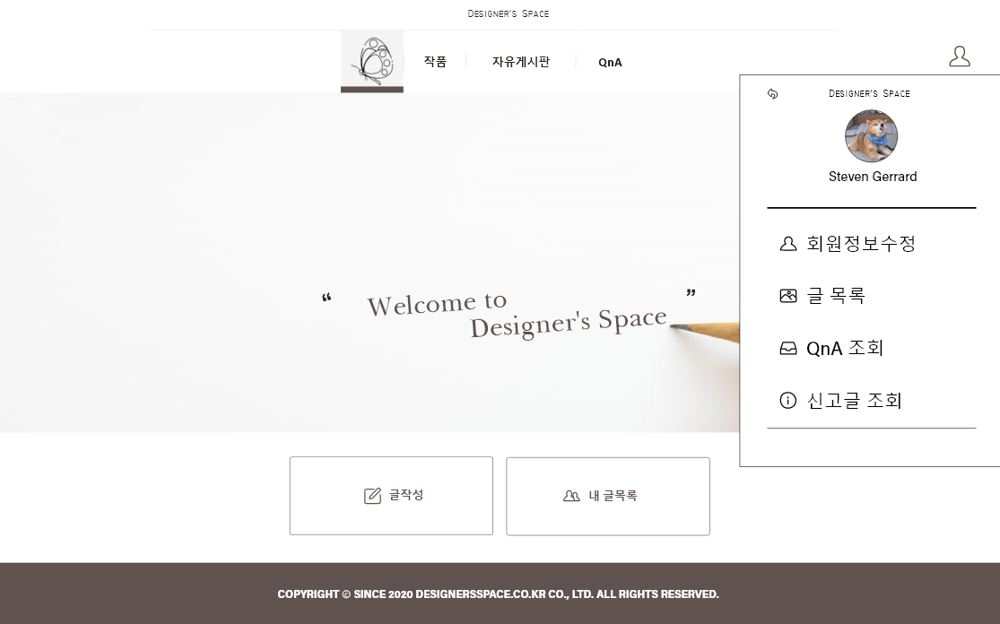 Designer's Space
작품
자유게시판
QnA
Designer's Space
Steven Gerrard
회원정보수정
글 목록
QnA 조회
신고글 조회
“ Welcome to
Designer's Space ”
글작성
내 글목록
COPYRIGHT © SINCE 2020 DESIGNERSSPACE.CO.KR CO., LTD. ALL RIGHTS RESERVED.